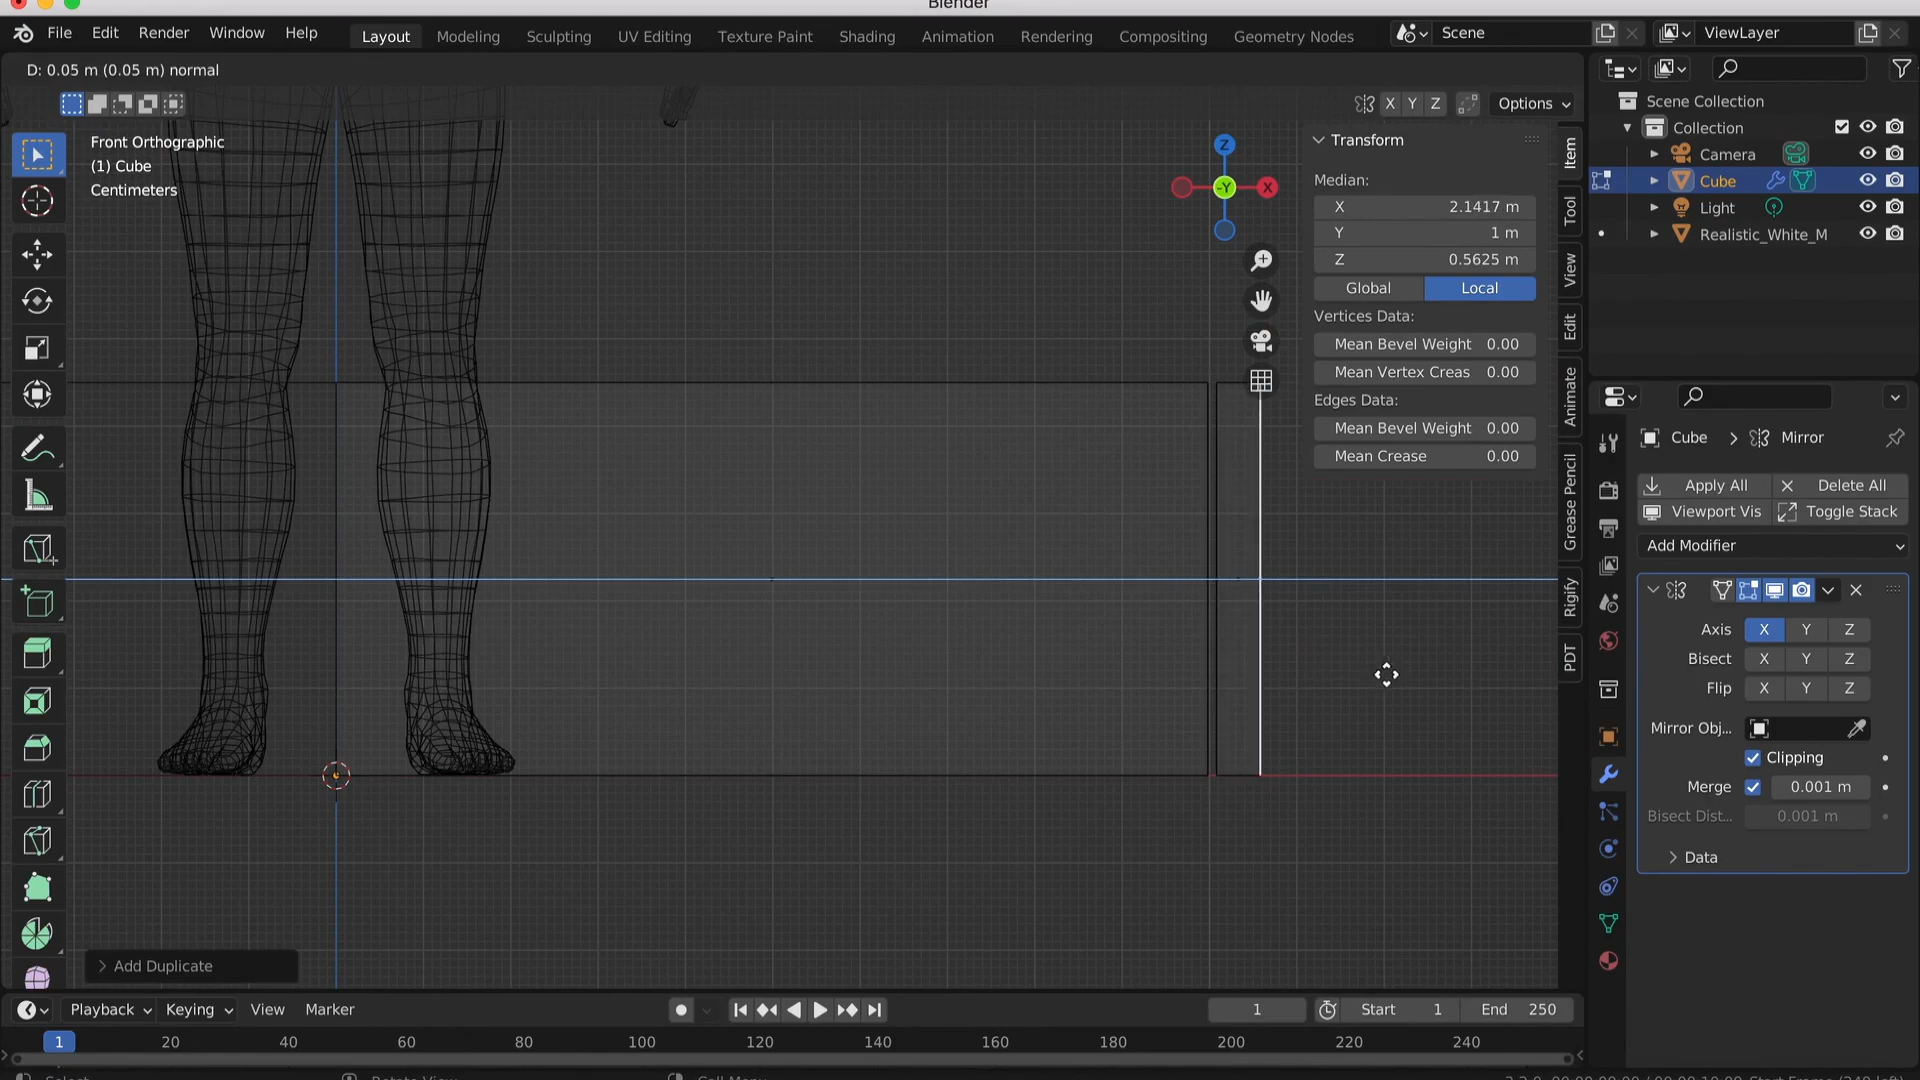 Blender
File Edit Render Window Help Layout Modeling Sculpting UV Editing Texture Paint Shading Animation Rendering Compositing Geometry Nodes Scene ViewLayer
D: 0.05 m (0.05 m) normal
X Y Z Options
Front Orthographic
(1) Cube
Centimeters
Z
-Y
X
Transform
Median:
X 2.1417 m
Y 1 m
Z 0.5625 m
Global Local
Vertices Data:
Mean Bevel Weight 0.00
Mean Vertex Creas 0.00
Edges Data:
Mean Bevel Weight 0.00
Mean Crease 0.00
Item
Tool
View
Edit
Animate
Grease Pencil
Rigify
PDT
Scene Collection
Collection
Camera
Cube
Light
Realistic_White_M
Cube > Mirror
Apply All Delete All
Viewport Vis Toggle Stack
Add Modifier
Axis X Y Z
Bisect X Y Z
Flip X Y Z
Mirror Obj...
Clipping
Merge 0.001 m
Bisect Dist... 0.001 m
Data
Add Duplicate
Playback Keying View Marker 1 Start 1 End 250
1 20 40 60 80 100 120 140 160 180 200 220 240